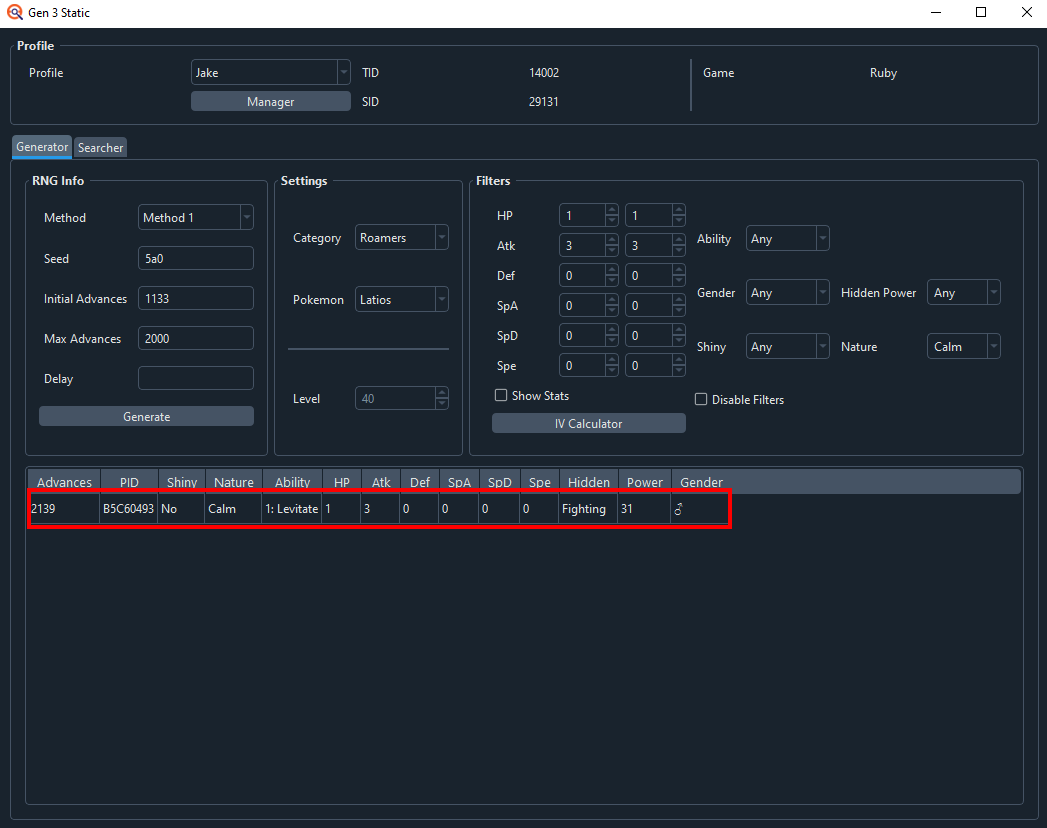 Gen 3 Static
Profile
Profile Jake TID 14002 Game Ruby
Manager SID 29131
Generator Searcher
RNG Info
Method Method 1
Seed 5a0
Initial Advances 1133
Max Advances 2000
Delay
Generate
Settings
Category Roamers
Pokemon Latios
Level 40
Filters
HP 1 1
Atk 3 3
Def 0 0
SpA 0 0
SpD 0 0
Spe 0 0
Show Stats
IV Calculator
Ability Any
Gender Any Hidden Power Any
Shiny Any Nature Calm
Disable Filters
Advances PID Shiny Nature Ability HP Atk Def SpA SpD Spe Hidden Power Gender
2139 B5C60493 No Calm 1: Levitate 1 3 0 0 0 0 Fighting 31 ♂